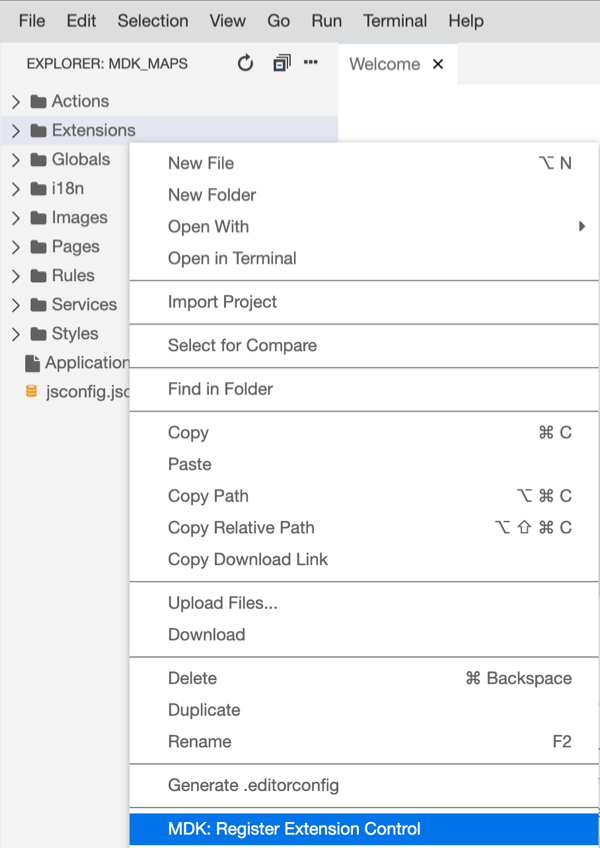 File Edit Selection View Go Run Terminal Help
EXPLORER: MDK_MAPS
Welcome
Actions
Extensions
Globals
i18n
Images
Pages
Rules
Services
Styles
Application
jsconfig.jsc
New File ⌥ N
New Folder
Open With
Open in Terminal
Import Project
Select for Compare
Find in Folder
Copy ⌘ C
Paste
Copy Path ⌥ ⌘ C
Copy Relative Path ⌥ ⇧ ⌘ C
Copy Download Link
Upload Files...
Download
Delete ⌘ Backspace
Duplicate
Rename F2
Generate .editorconfig
MDK: Register Extension Control